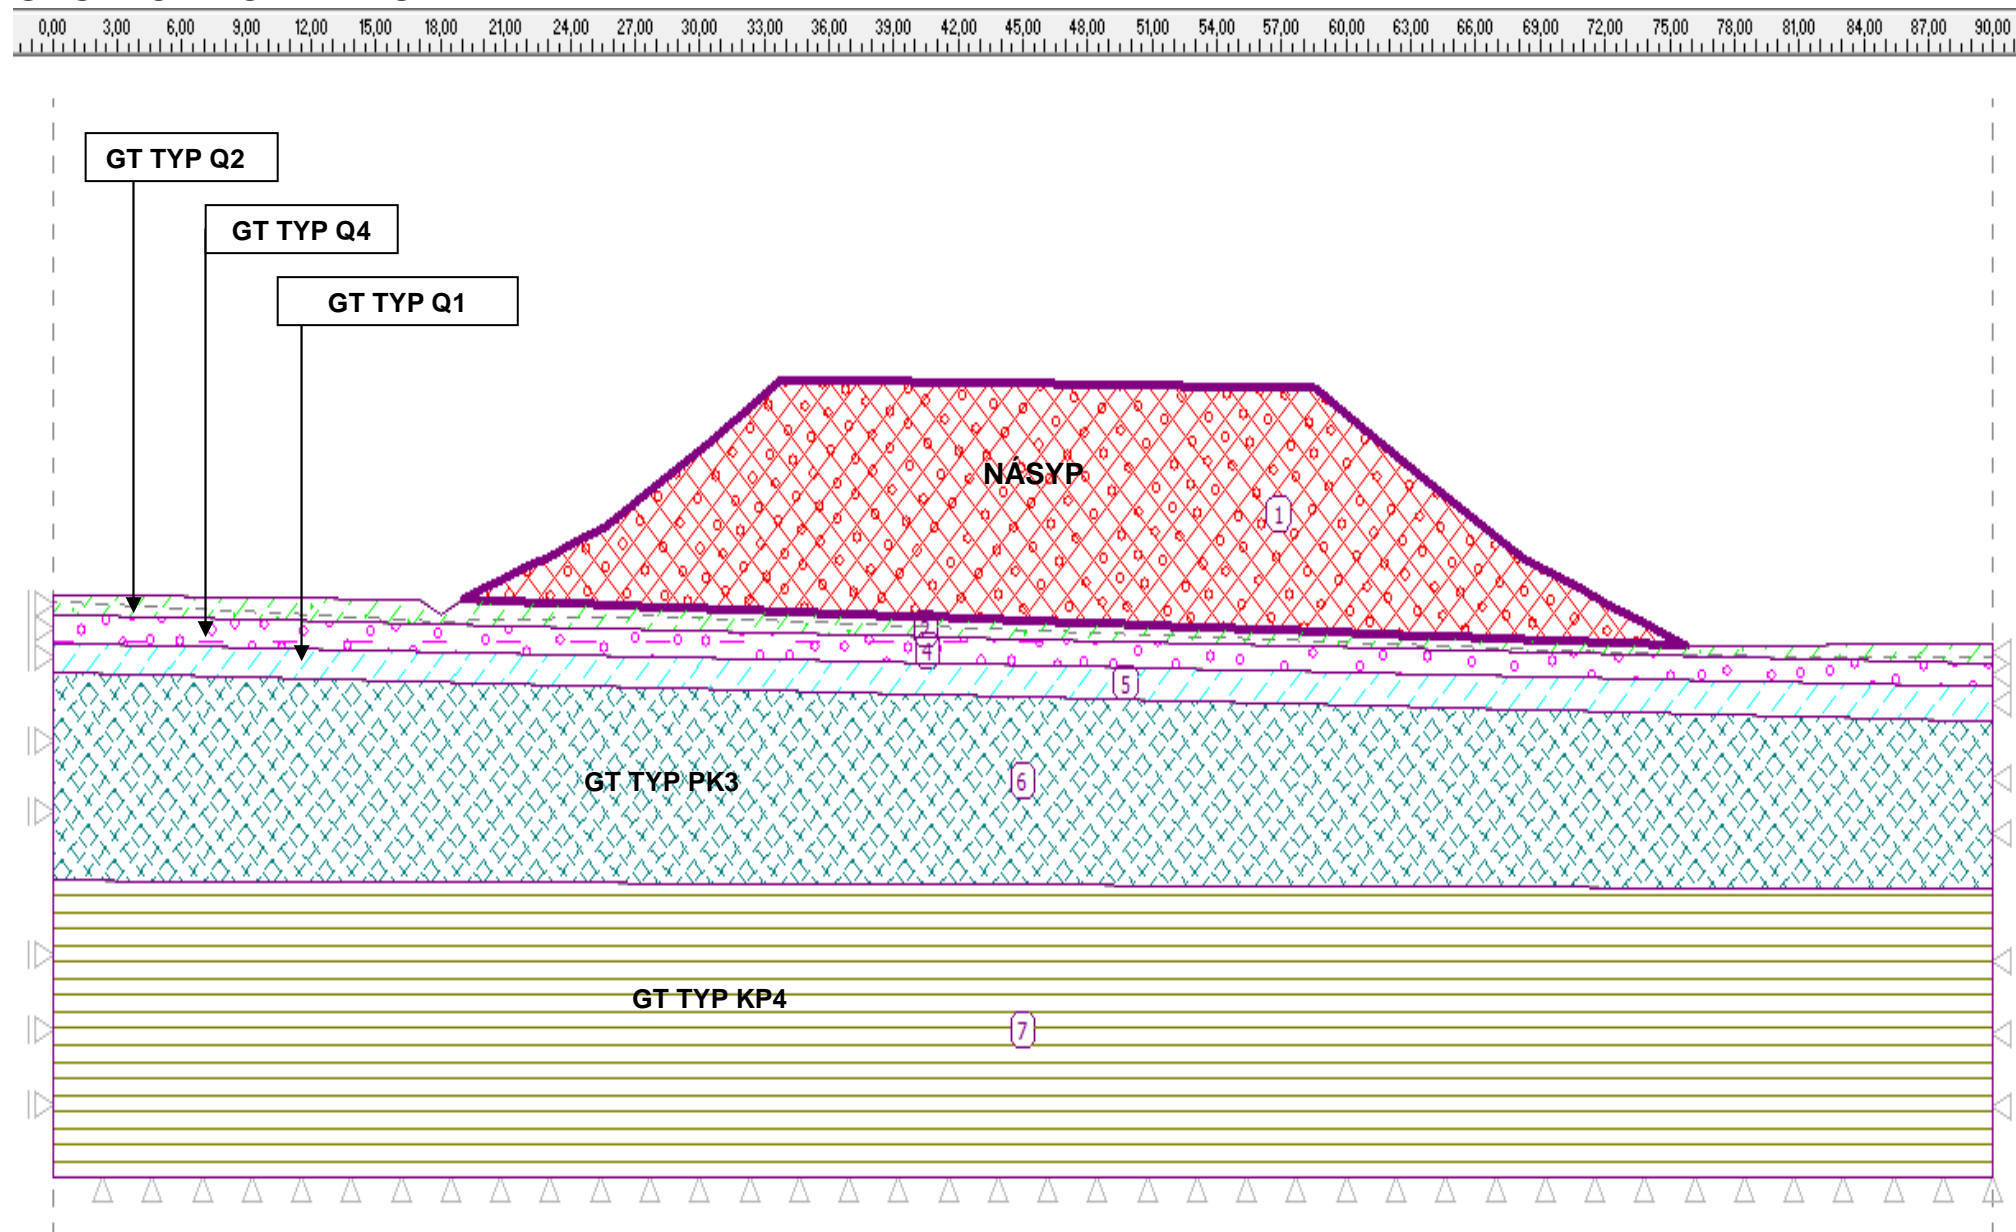 0,00 3,00 6,00 9,00 12,00 15,00 18,00 21,00 24,00 27,00 30,00 33,00 36,00 39,00 42,00 45,00 48,00 51,00 54,00 57,00 60,00 63,00 66,00 69,00 72,00 75,00 78,00 81,00 84,00 87,00 90,00
GT TYP Q2
GT TYP Q4
GT TYP Q1
NÁSYP
1
4
5
GT TYP PK3
6
GT TYP KP4
7